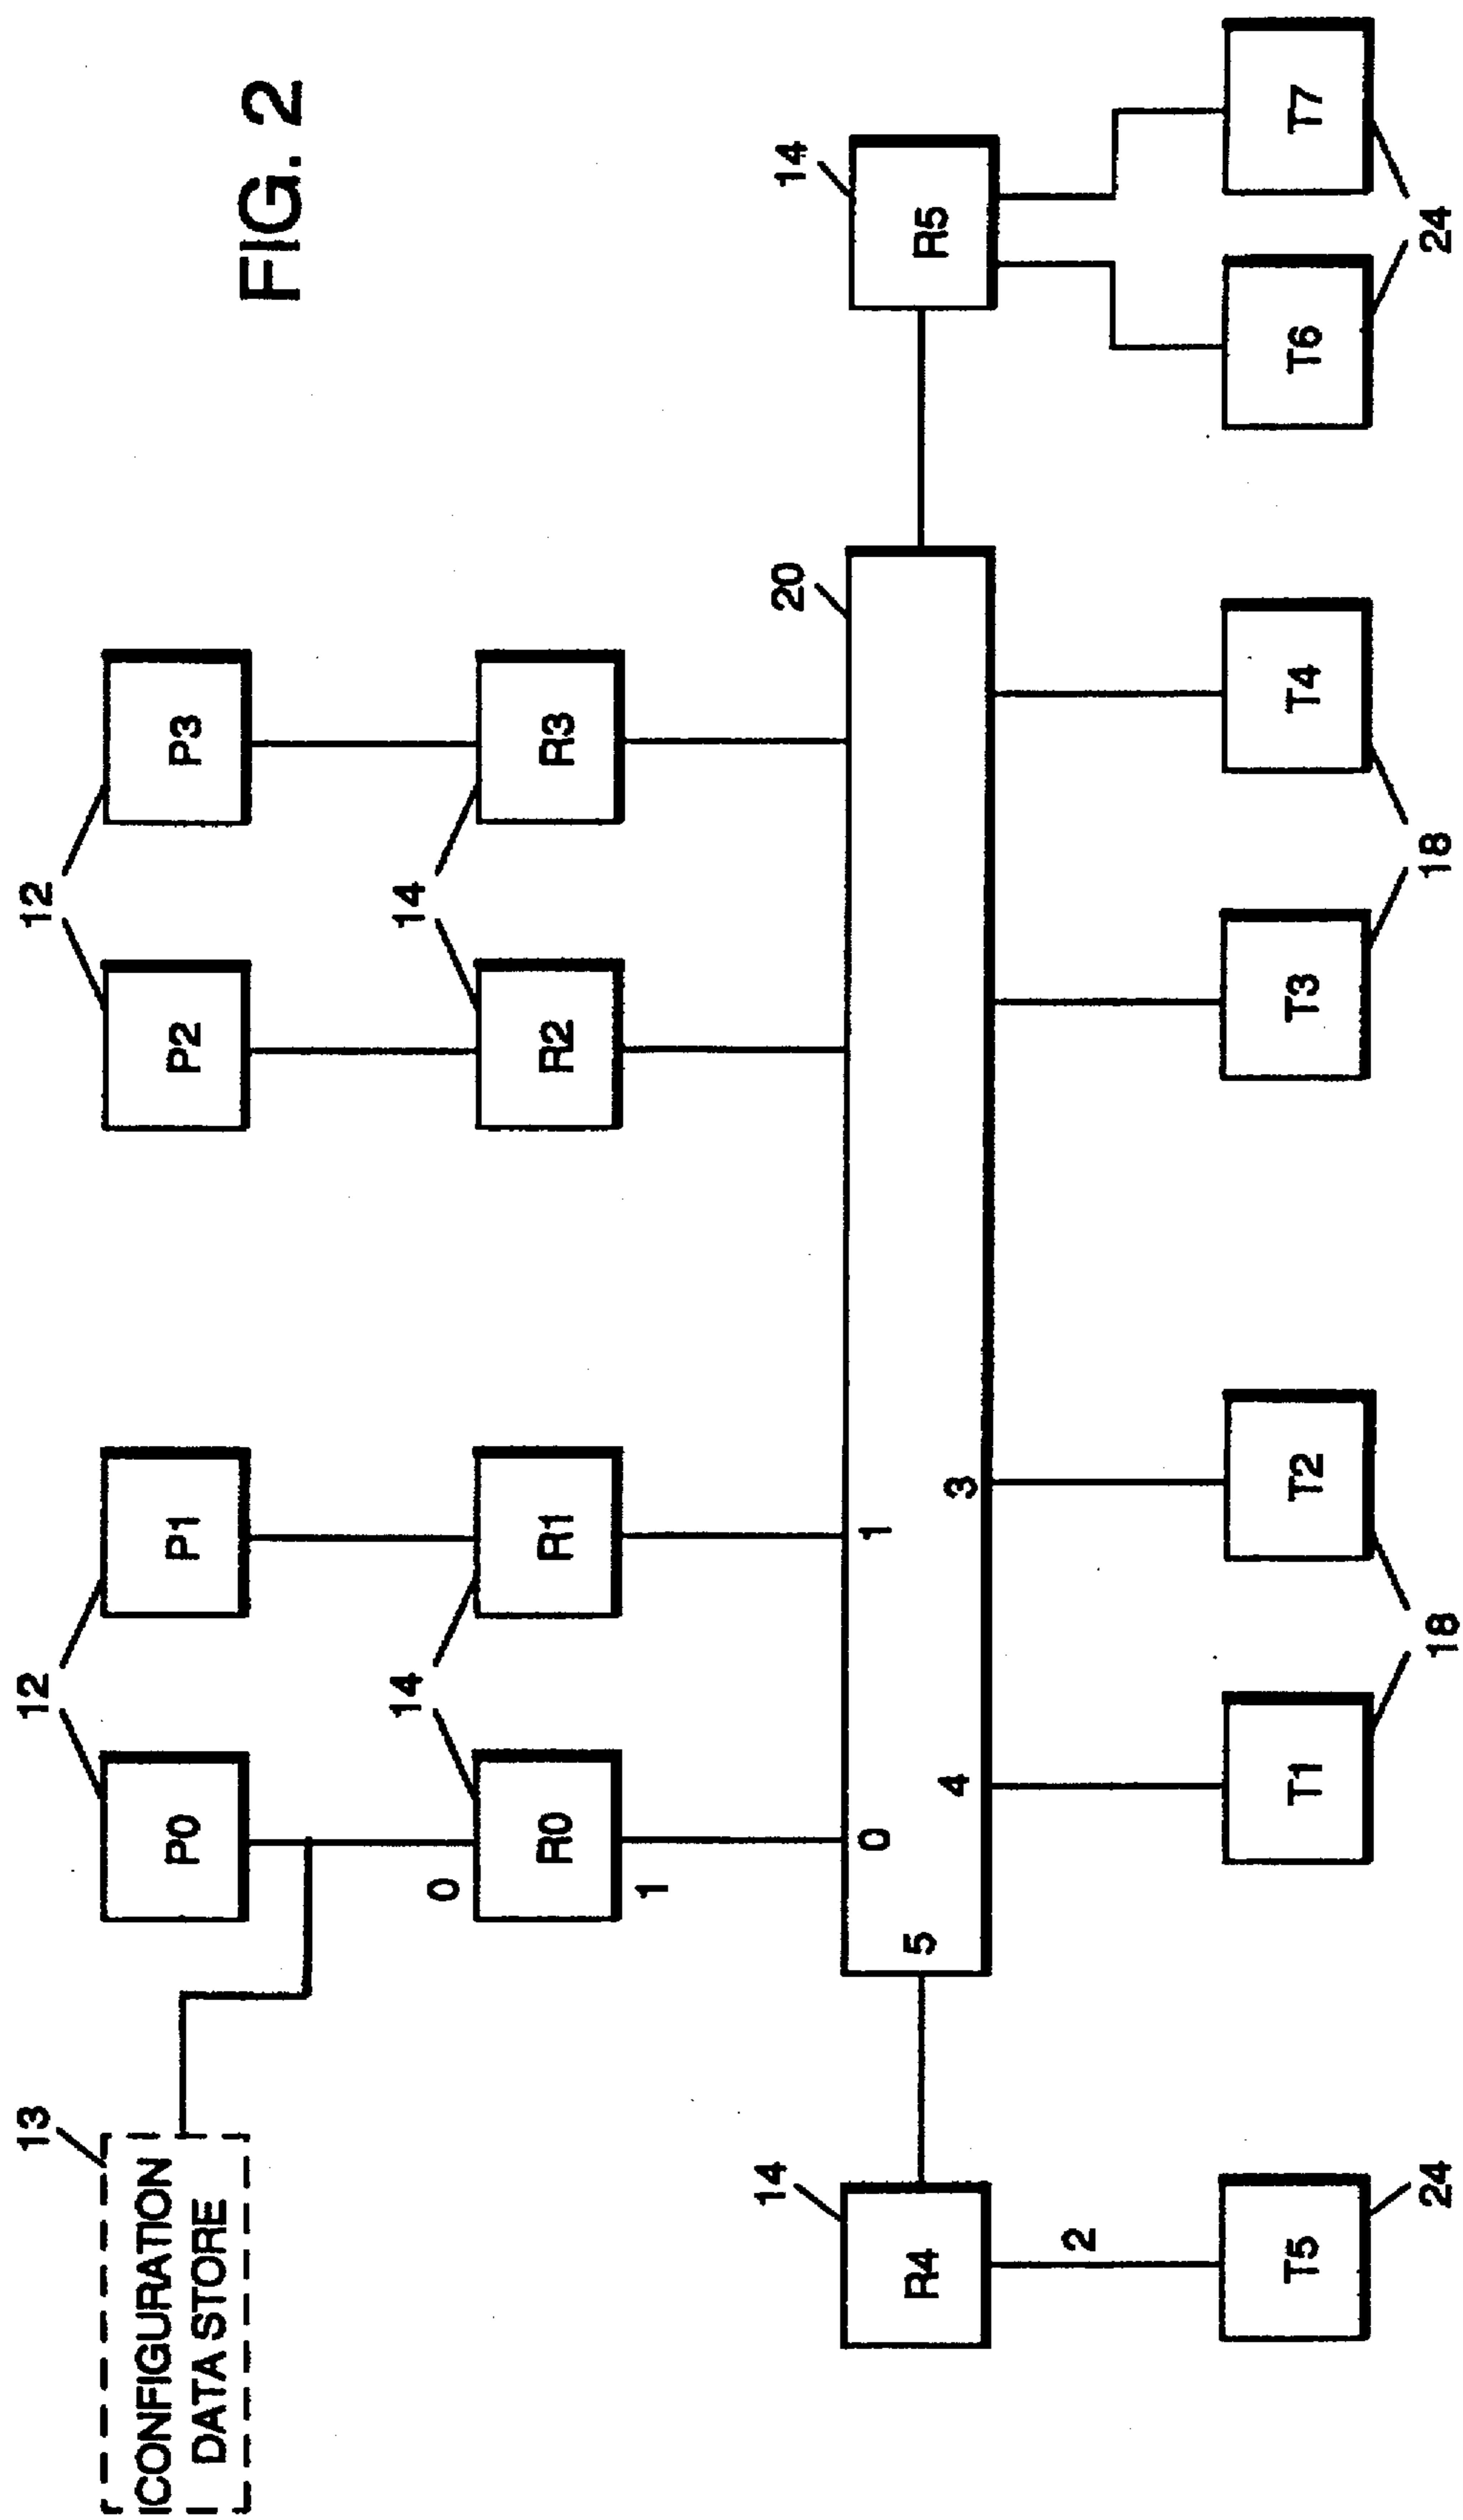 FIG. 2
13
12
12
CONFIGURATION
DATA STORE
P0
P1
P2
P3
0
14
14
R0
R1
R2
R3
1
14
20
14
R4
5
0
1
4
3
R5
2
T5
T1
T2
T3
T4
T6
T7
24
18
18
24